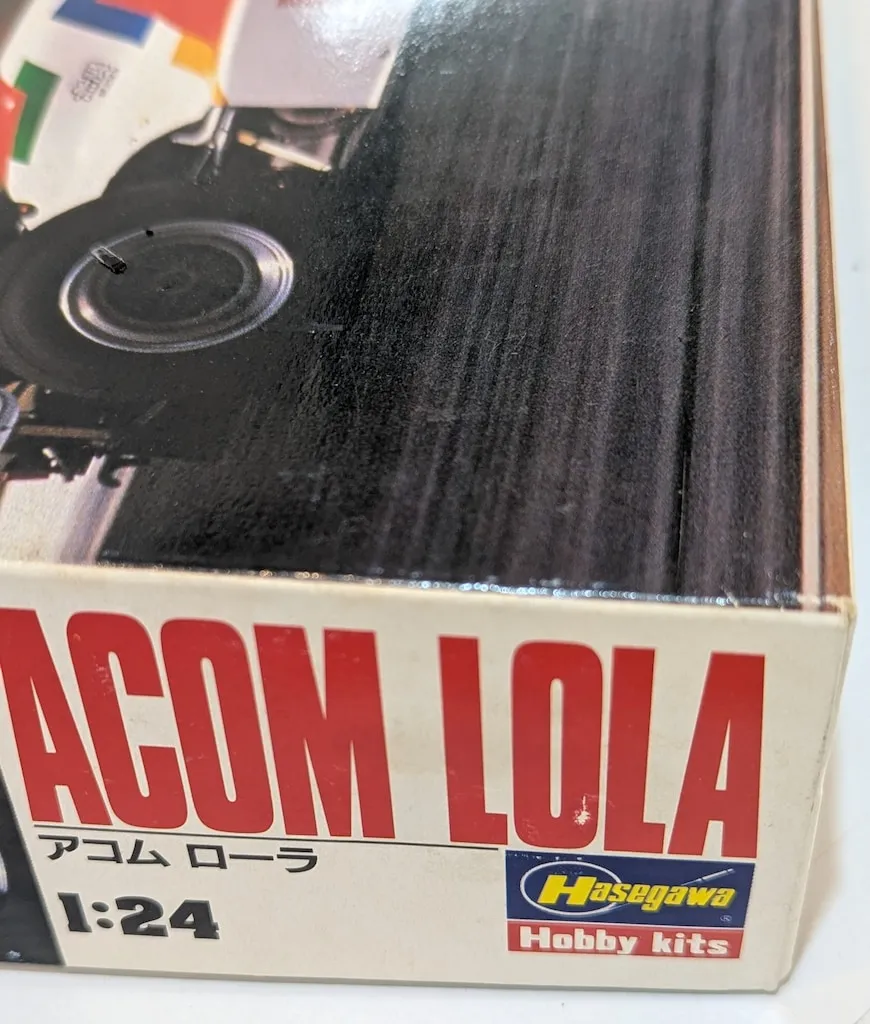 ACOM LOLA
アコム ローラ
1:24
Hasegawa®
Hobby kits